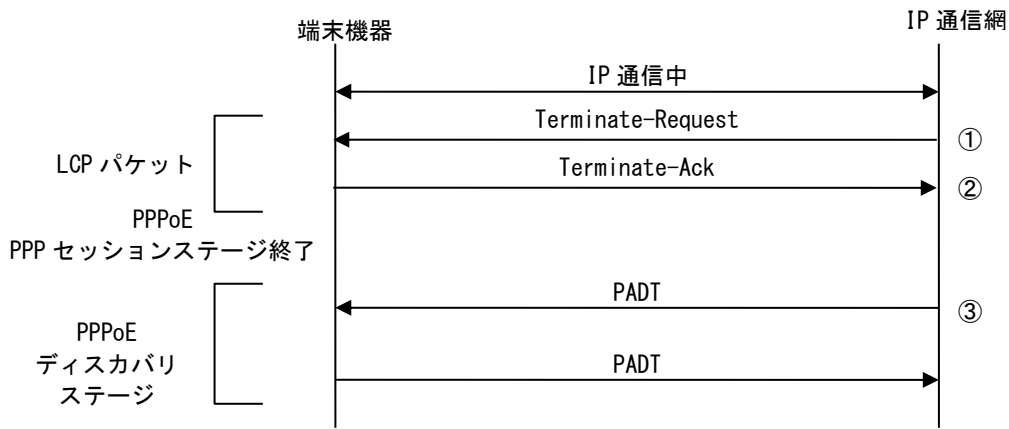 端末機器
IP 通信網
IP 通信中
Terminate-Request
①
LCP パケット
Terminate-Ack
②
PPPoE
PPP セッションステージ終了
PADT
③
PPPoE
ディスカバリ
ステージ
PADT